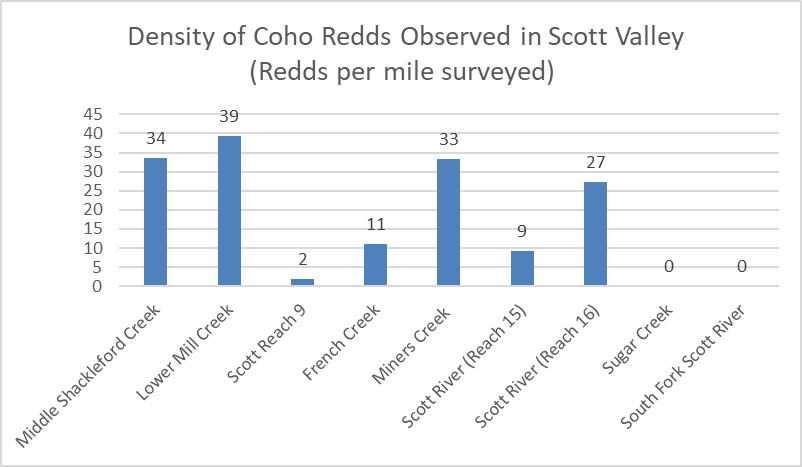 Density of Coho Redds Observed in Scott Valley
(Redds per mile surveyed)
45
40
35
30
25
20
15
10
5
0
34
39
2
11
33
9
27
0
0
Middle Shackleford Creek
Lower Mill Creek
Scott Reach 9
French Creek
Miners Creek
Scott River (Reach 15)
Scott River (Reach 16)
Sugar Creek
South Fork Scott River